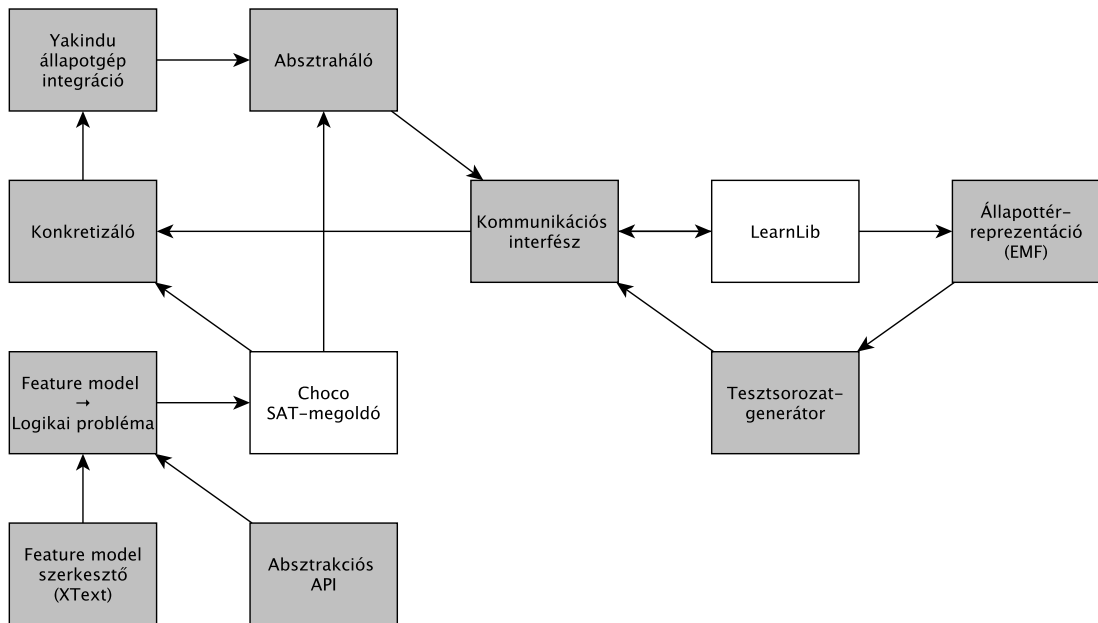 Yakindu
állapotgép
integráció
Absztraháló
Konkretizáló
Kommunikációs
interfész
LearnLib
Állapottér-
reprezentáció
(EMF)
Feature model
→
Logikai probléma
Choco
SAT-megoldó
Tesztsorozat-
generátor
Feature model
szerkesztő
(XText)
Absztrakciós
API